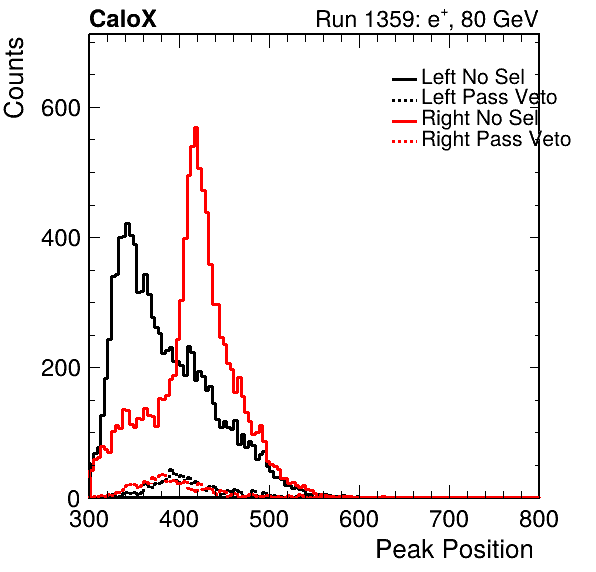 CaloX Run 1359: e⁺, 80 GeV
Counts
Left No Sel
Left Pass Veto
Right No Sel
Right Pass Veto
600
400
200
0
300 400 500 600 700 800
Peak Position